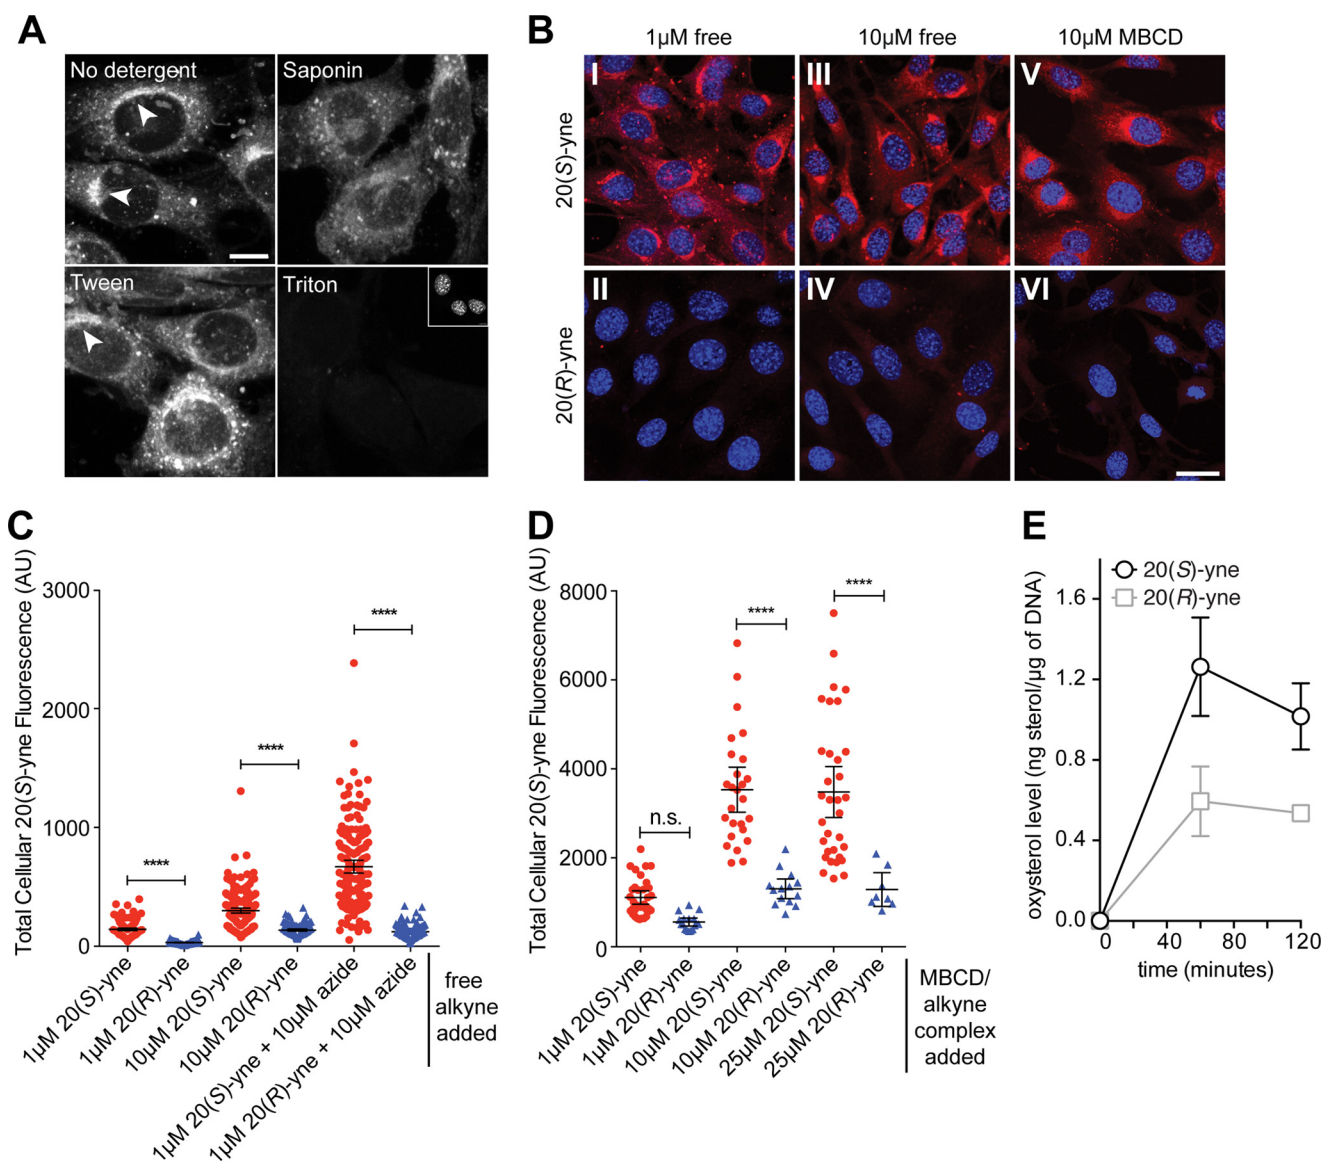 A
No detergent
Saponin
Tween
Triton
B
1µM free
10µM free
10µM MBCD
20(S)-yne
20(R)-yne
I
III
V
II
IV
VI
C
Total Cellular 20(S)-yne Fluorescence (AU)
3000
2000
1000
0
****
****
****
1µM 20(S)-yne
1µM 20(R)-yne
10µM 20(S)-yne
10µM 20(R)-yne
1µM 20(S)-yne + 10µM azide
1µM 20(R)-yne + 10µM azide
free
alkyne
added
D
Total Cellular 20(S)-yne Fluorescence (AU)
8000
6000
4000
2000
0
n.s.
****
****
1µM 20(S)-yne
1µM 20(R)-yne
10µM 20(S)-yne
10µM 20(R)-yne
25µM 20(S)-yne
25µM 20(R)-yne
MBCD/
alkyne
complex
added
E
oxysterol level (ng sterol/µg of DNA)
20(S)-yne
20(R)-yne
1.6
1.2
0.8
0.4
0.0
0 40 80 120
time (minutes)